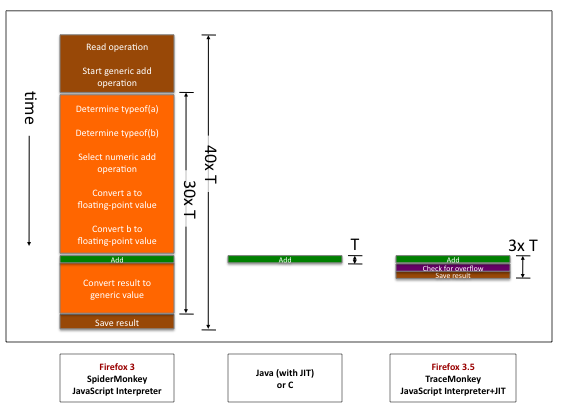 time
Read operation
Start generic add
operation
Determine typeof(a)
Determine typeof(b)
Select numeric add
operation
Convert a to
floating-point value
Convert b to
floating-point value
Add
Convert result to
generic value
Save result
30x T
40x T
T
Add
3x T
Add
Check for overflow
Save result
Firefox 3
SpiderMonkey
JavaScript Interpreter
Java (with JIT)
or C
Firefox 3.5
TraceMonkey
JavaScript Interpreter+JIT